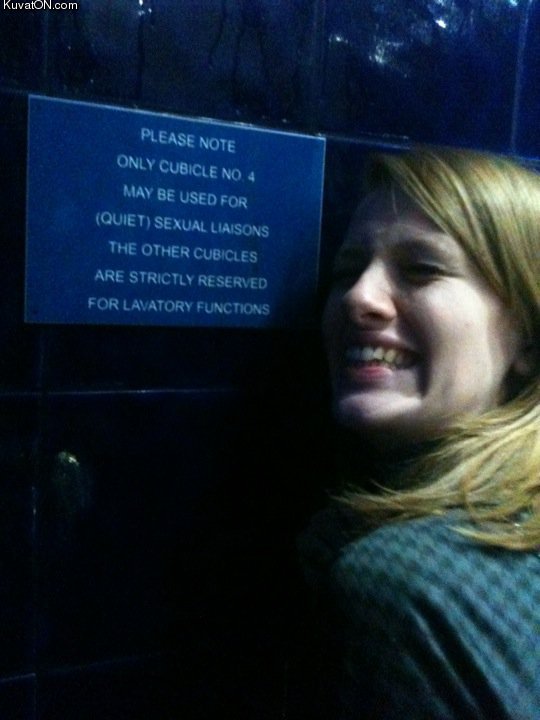 KuvatON.com
PLEASE NOTE
ONLY CUBICLE NO. 4
MAY BE USED FOR
(QUIET) SEXUAL LIAISONS
THE OTHER CUBICLES
ARE STRICTLY RESERVED
FOR LAVATORY FUNCTIONS